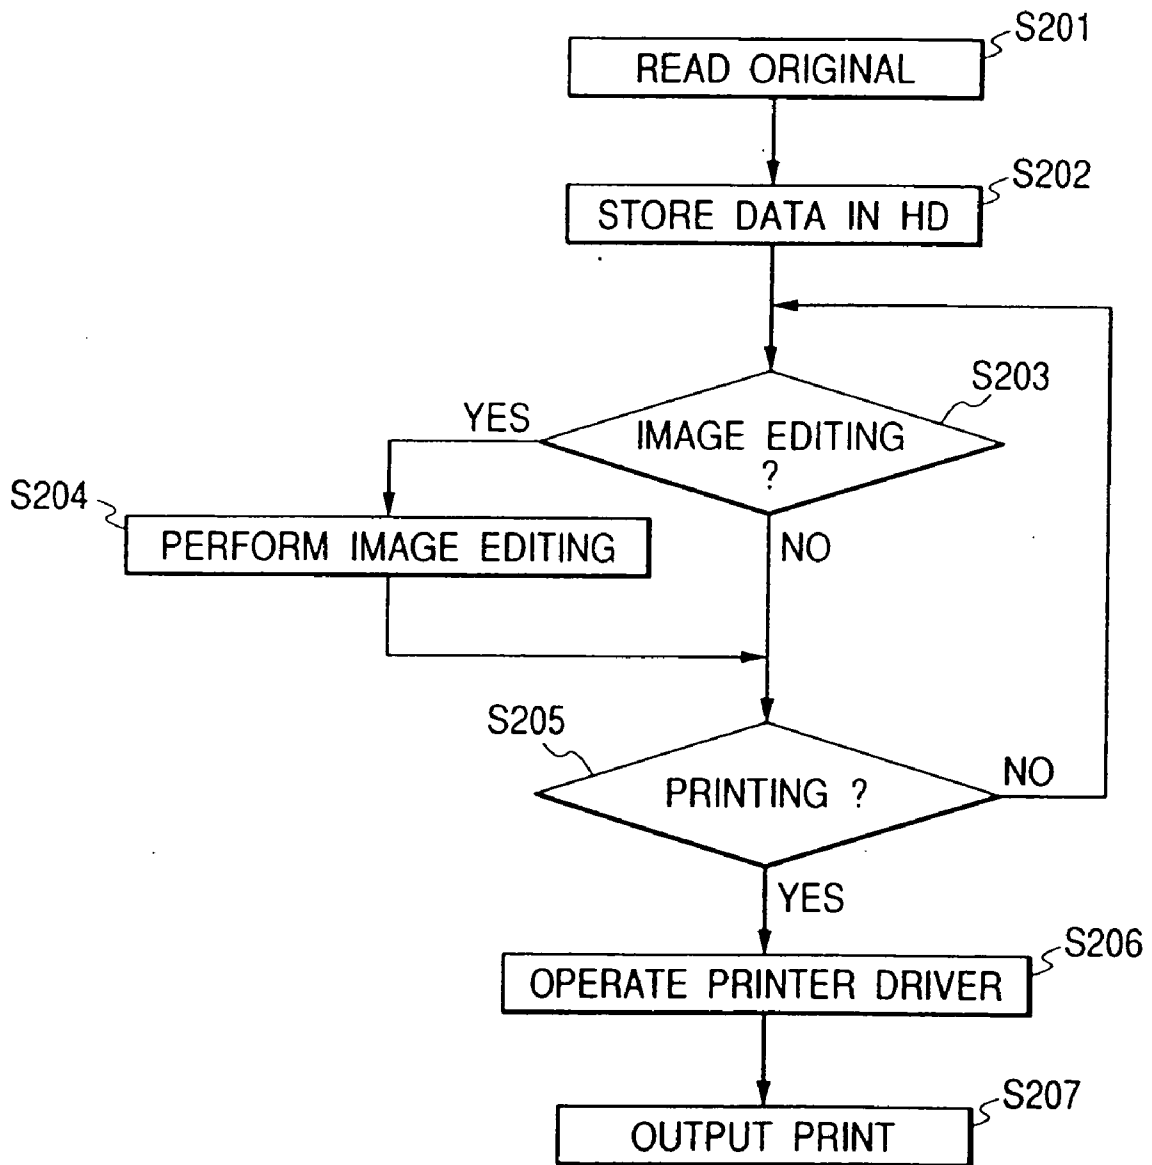 S201
READ ORIGINAL
S202
STORE DATA IN HD
S203
YES
IMAGE EDITING
?
S204
PERFORM IMAGE EDITING
NO
S205
PRINTING ?
NO
YES
S206
OPERATE PRINTER DRIVER
S207
OUTPUT PRINT